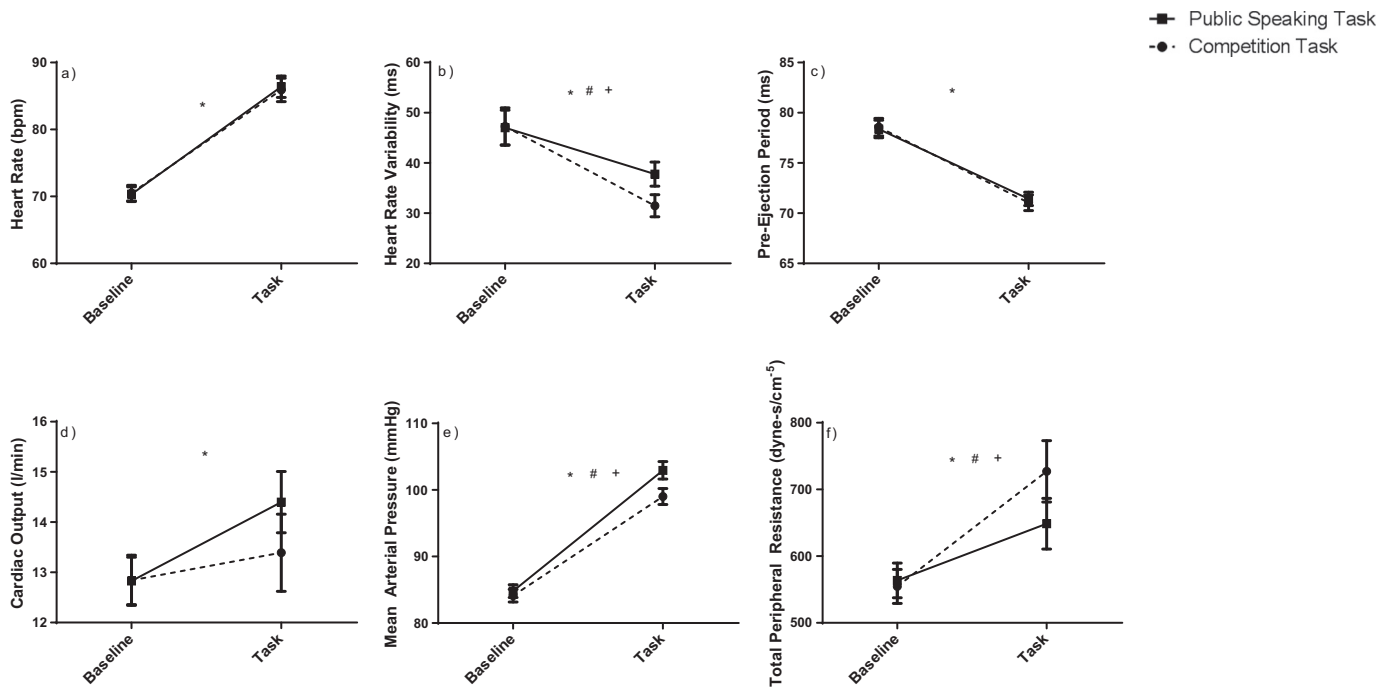 Public Speaking Task
Competition Task
a)
Heart Rate (bpm)
90
80
70
60
*
Baseline
Task
b)
Heart Rate Variability (ms)
60
50
40
30
20
* # +
Baseline
Task
c)
Pre-Ejection Period (ms)
85
80
75
70
65
*
Baseline
Task
d)
Cardiac Output (l/min)
16
15
14
13
12
*
Baseline
Task
e)
Mean Arterial Pressure (mmHg)
110
100
90
80
* # +
Baseline
Task
f)
Total Peripheral Resistance (dyne-s/cm⁻⁵)
800
700
600
500
* # +
Baseline
Task